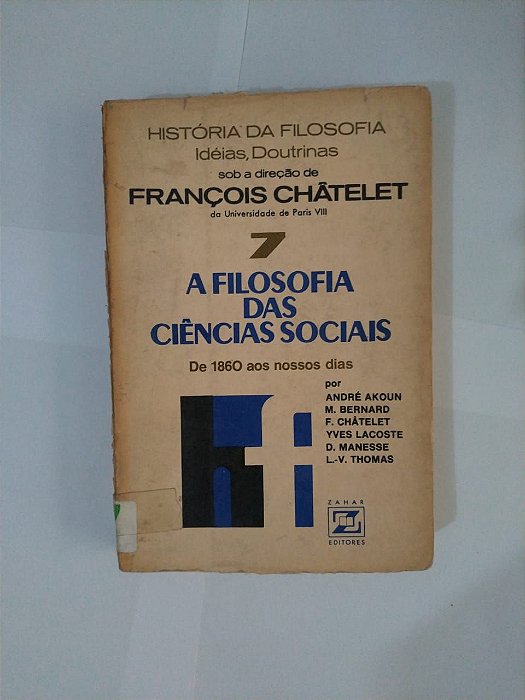 HISTÓRIA DA FILOSOFIA
Idéias, Doutrinas
sob a direção de
FRANÇOIS CHÂTELET
da Universidade de Paris VIII
7
A FILOSOFIA
DAS
CIÊNCIAS SOCIAIS
De 1860 aos nossos dias
por
ANDRÉ AKOUN
M. BERNARD
F. CHÂTELET
YVES LACOSTE
D. MANESSE
L.-V. THOMAS
hfi
ZAHAR
EDITORES